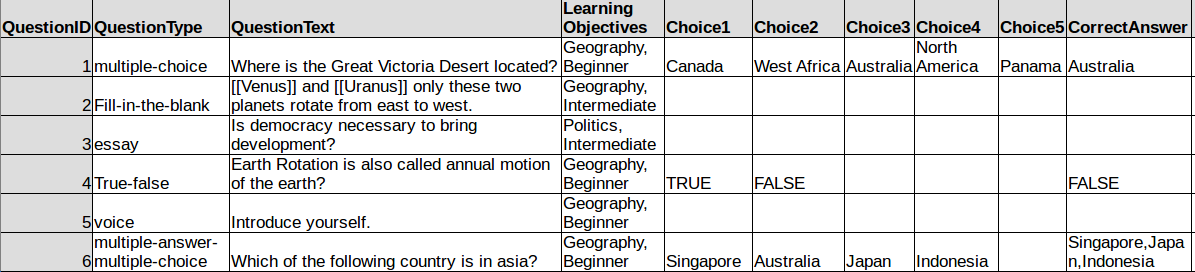 QuestionID QuestionType QuestionText Learning Objectives Choice1 Choice2 Choice3 Choice4 Choice5 CorrectAnswer
1 multiple-choice Where is the Great Victoria Desert located? Geography, Beginner Canada West Africa Australia North America Panama Australia
2 Fill-in-the-blank [[Venus]] and [[Uranus]] only these two planets rotate from east to west. Geography, Intermediate
3 essay Is democracy necessary to bring development? Politics, Intermediate
4 True-false Earth Rotation is also called annual motion of the earth? Geography, Beginner TRUE FALSE FALSE
5 voice Introduce yourself. Geography, Beginner
6 multiple-answer-multiple-choice Which of the following country is in asia? Geography, Beginner Singapore Australia Japan Indonesia Singapore,Japan,Indonesia